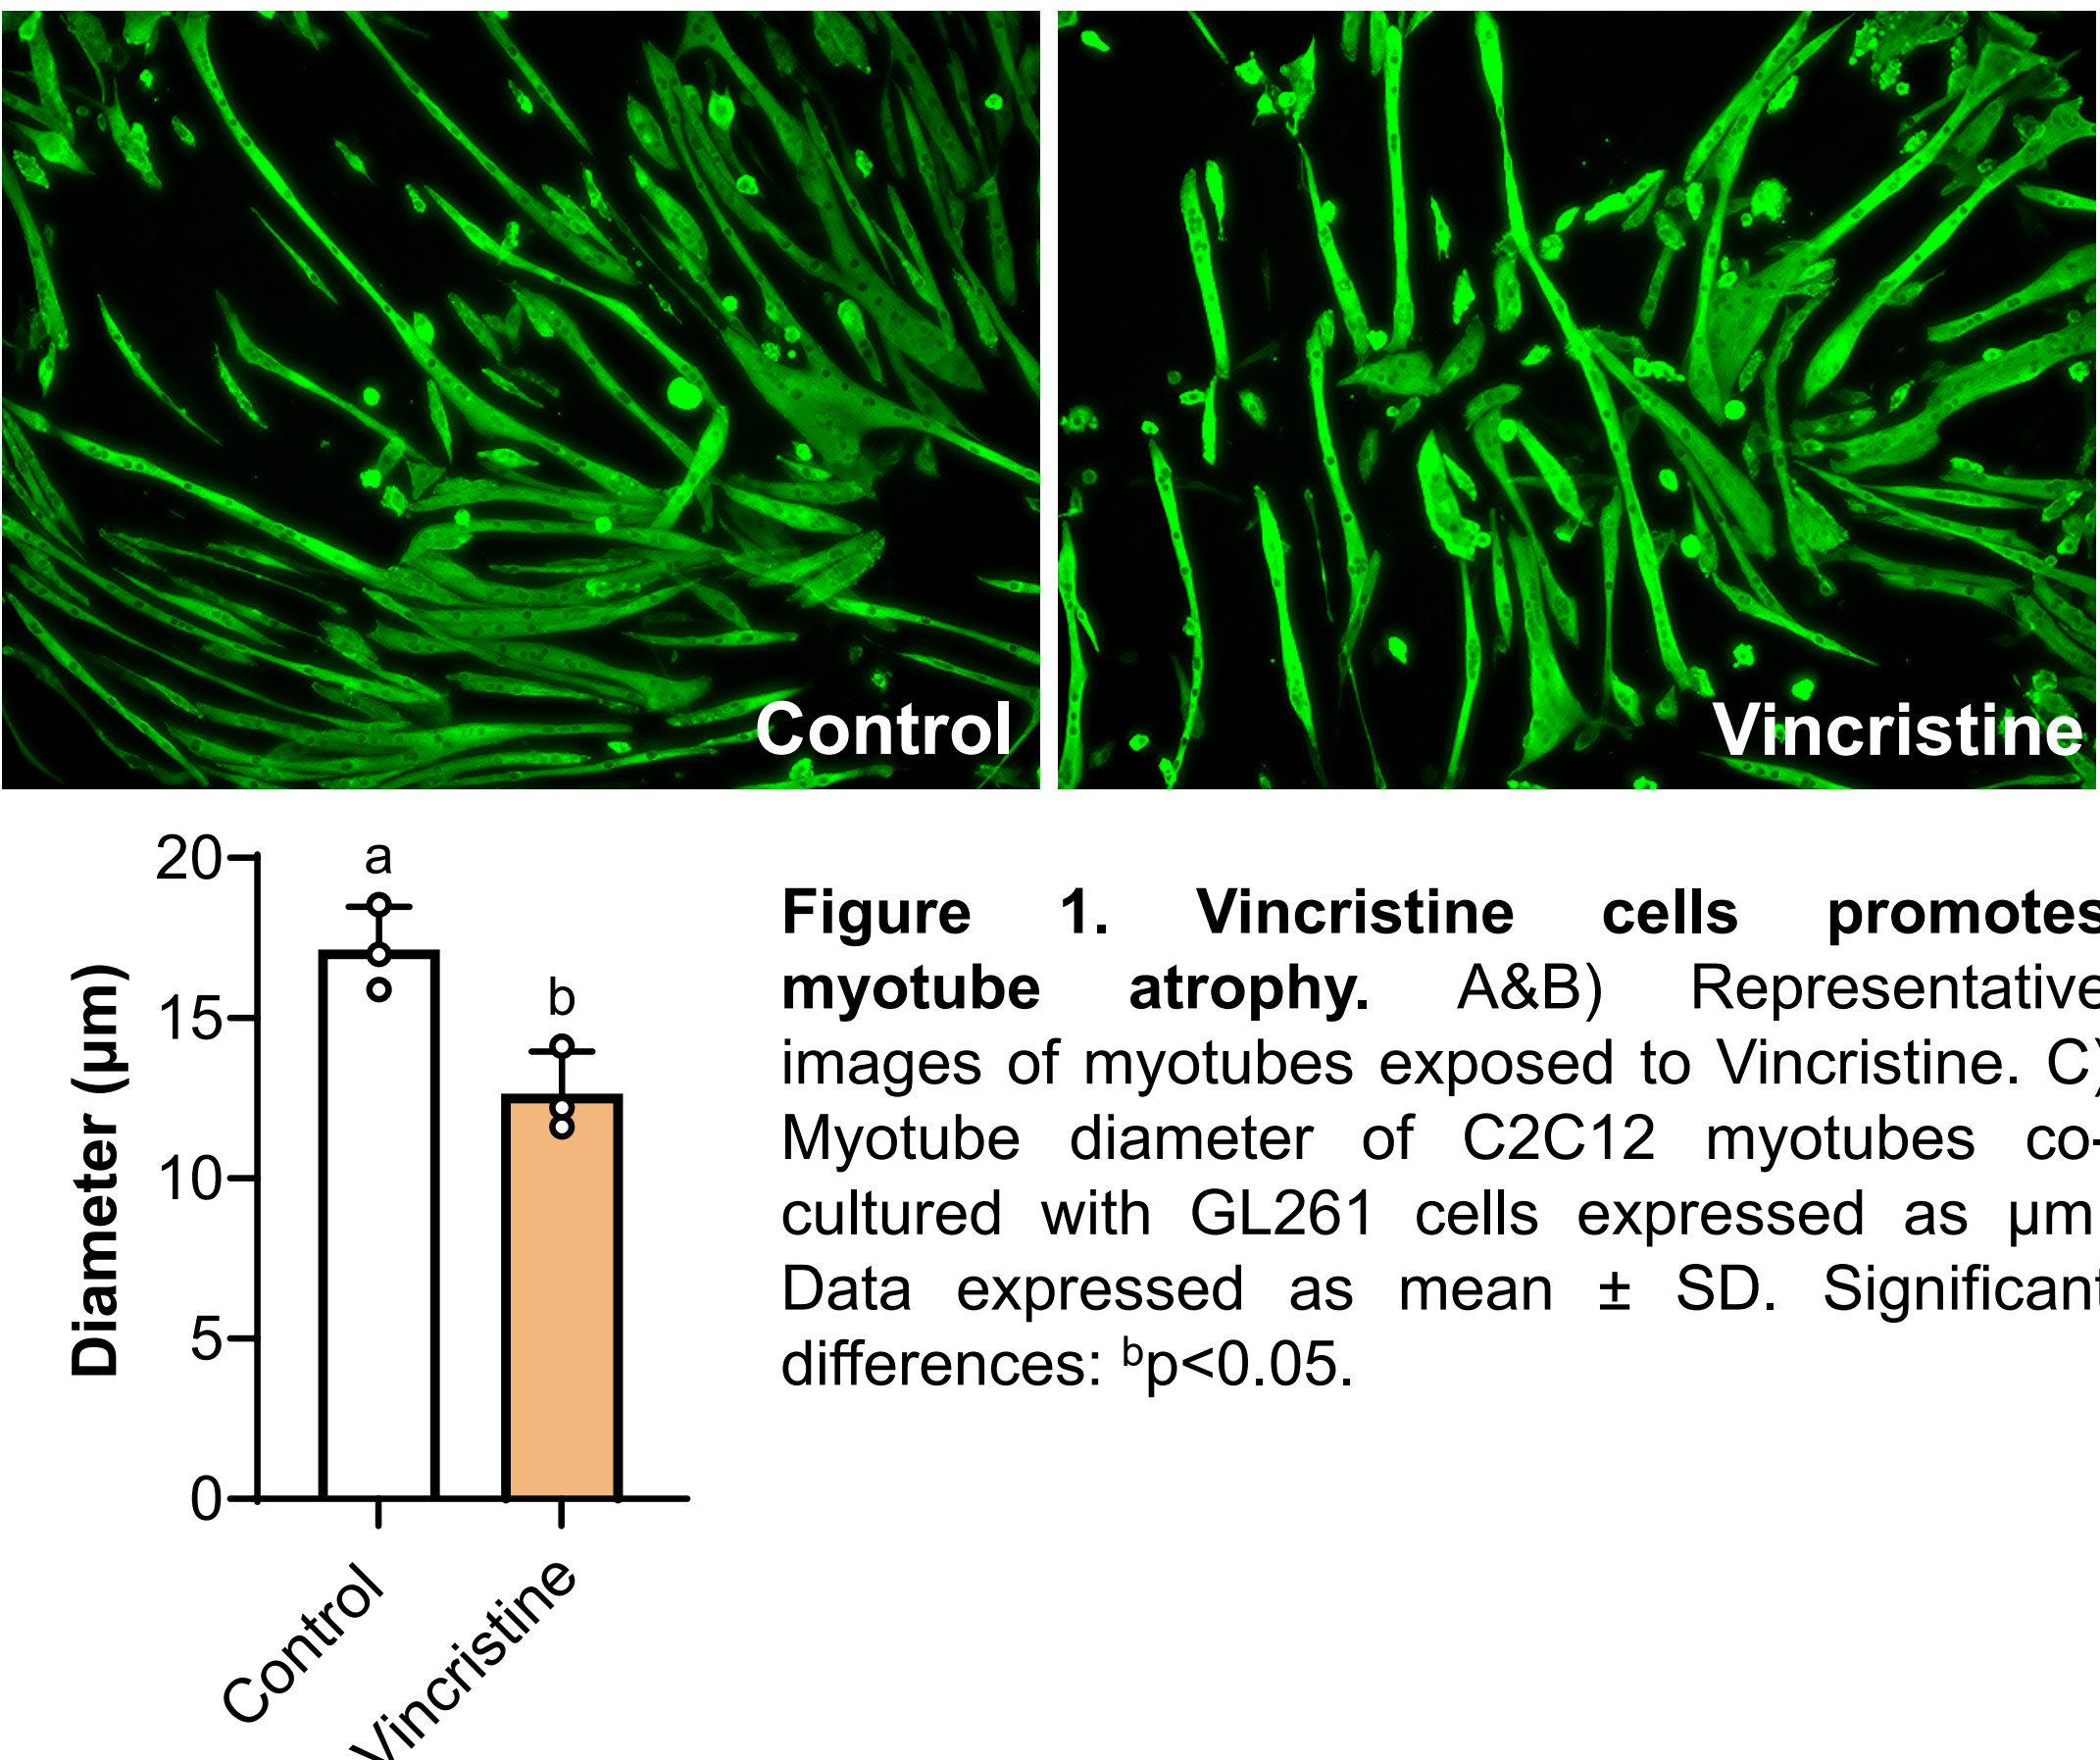 Control
Vincristine
20
15
10
5
0
Diameter (µm)
a
b
Control
Vincristine
Figure 1. Vincristine cells promotes
myotube atrophy. A&B) Representative
images of myotubes exposed to Vincristine. C)
Myotube diameter of C2C12 myotubes co-
cultured with GL261 cells expressed as µm
Data expressed as mean ± SD. Significant
differences: ᵇp<0.05.